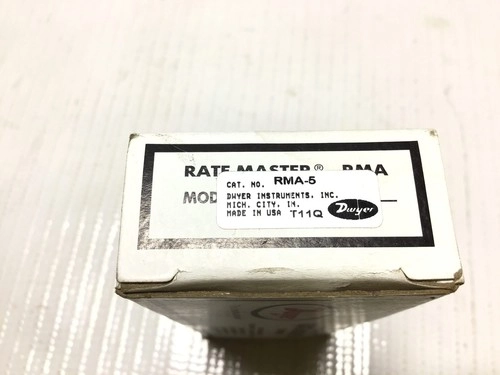 RATE MASTER® RMA
MOD
CAT. NO. RMA-5
DWYER INSTRUMENTS, INC.
MICH. CITY, IN.
MADE IN USA T11Q Dwyer